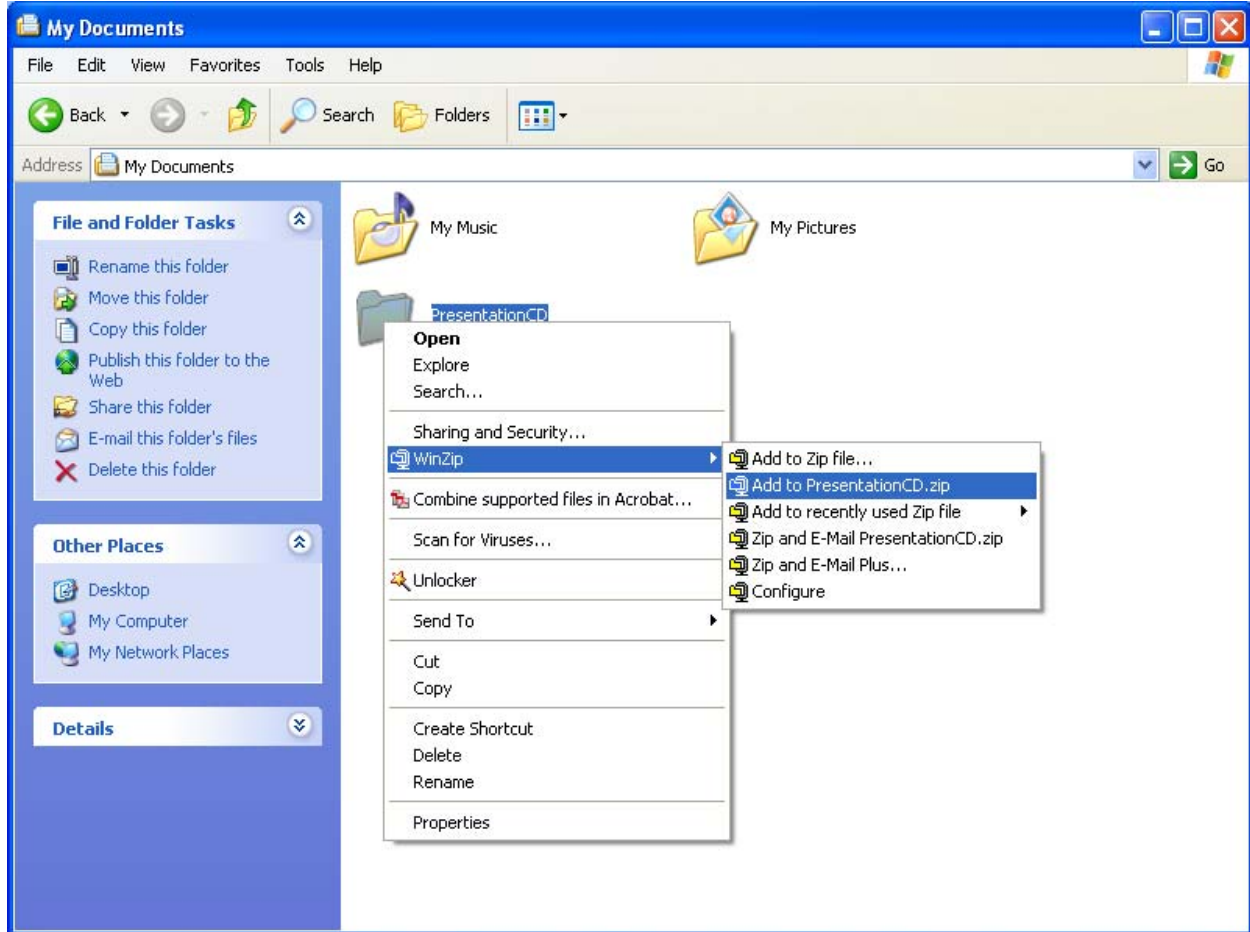 My Documents
File Edit View Favorites Tools Help
Back Search Folders
Address My Documents Go
File and Folder Tasks
Rename this folder
Move this folder
Copy this folder
Publish this folder to the
Web
Share this folder
E-mail this folder's files
Delete this folder
Other Places
Desktop
My Computer
My Network Places
Details
My Music
My Pictures
PresentationCD
Open
Explore
Search...
Sharing and Security...
WinZip
Combine supported files in Acrobat...
Scan for Viruses...
Unlocker
Send To
Cut
Copy
Create Shortcut
Delete
Rename
Properties
Add to Zip file...
Add to PresentationCD.zip
Add to recently used Zip file
Zip and E-Mail PresentationCD.zip
Zip and E-Mail Plus...
Configure